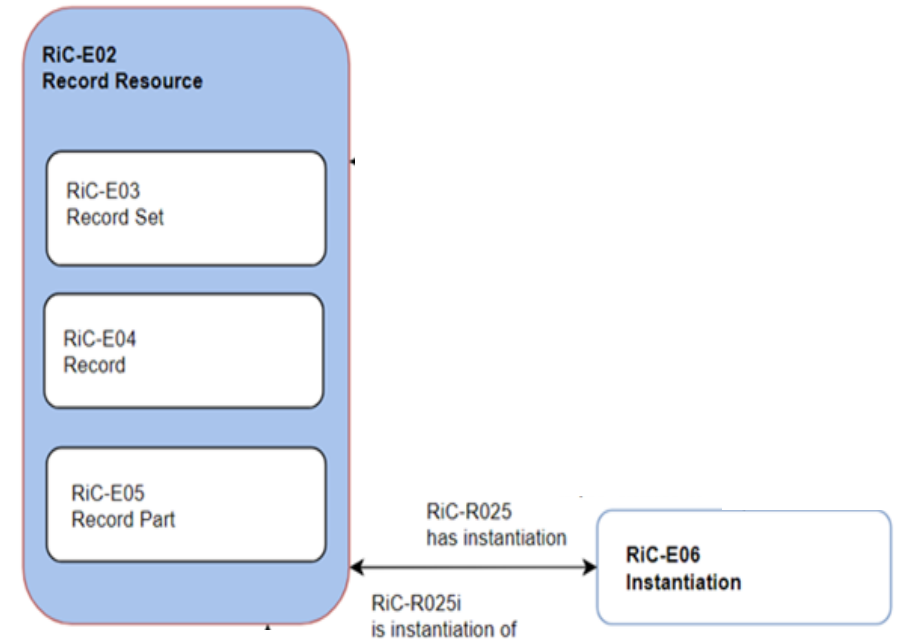 RiC-E02
Record Resource
RiC-E03
Record Set
RiC-E04
Record
RiC-E05
Record Part
RiC-R025
has instantiation
RiC-E06
Instantiation
RiC-R025i
is instantiation of